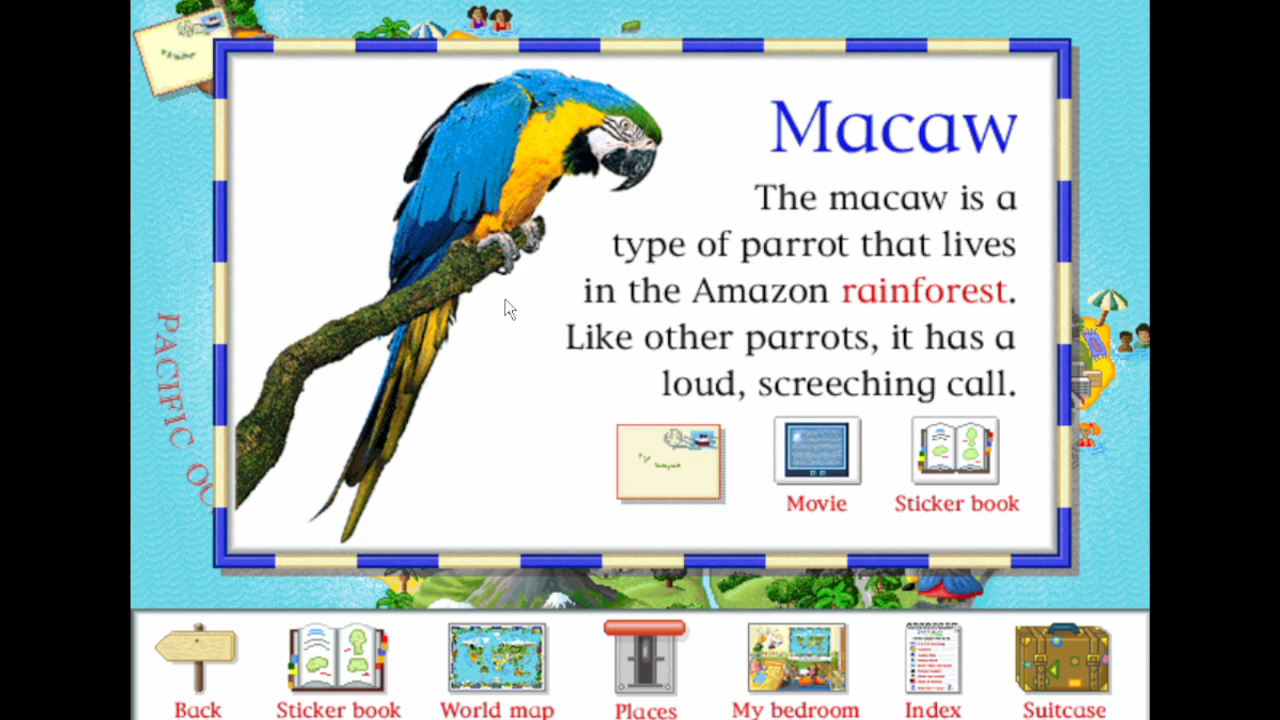 Macaw
The macaw is a
type of parrot that lives
in the Amazon rainforest.
Like other parrots, it has a
loud, screeching call.
Movie
Sticker book
PACIFIC OC
Back
Sticker book
World map
Places
My bedroom
Index
Suitcase